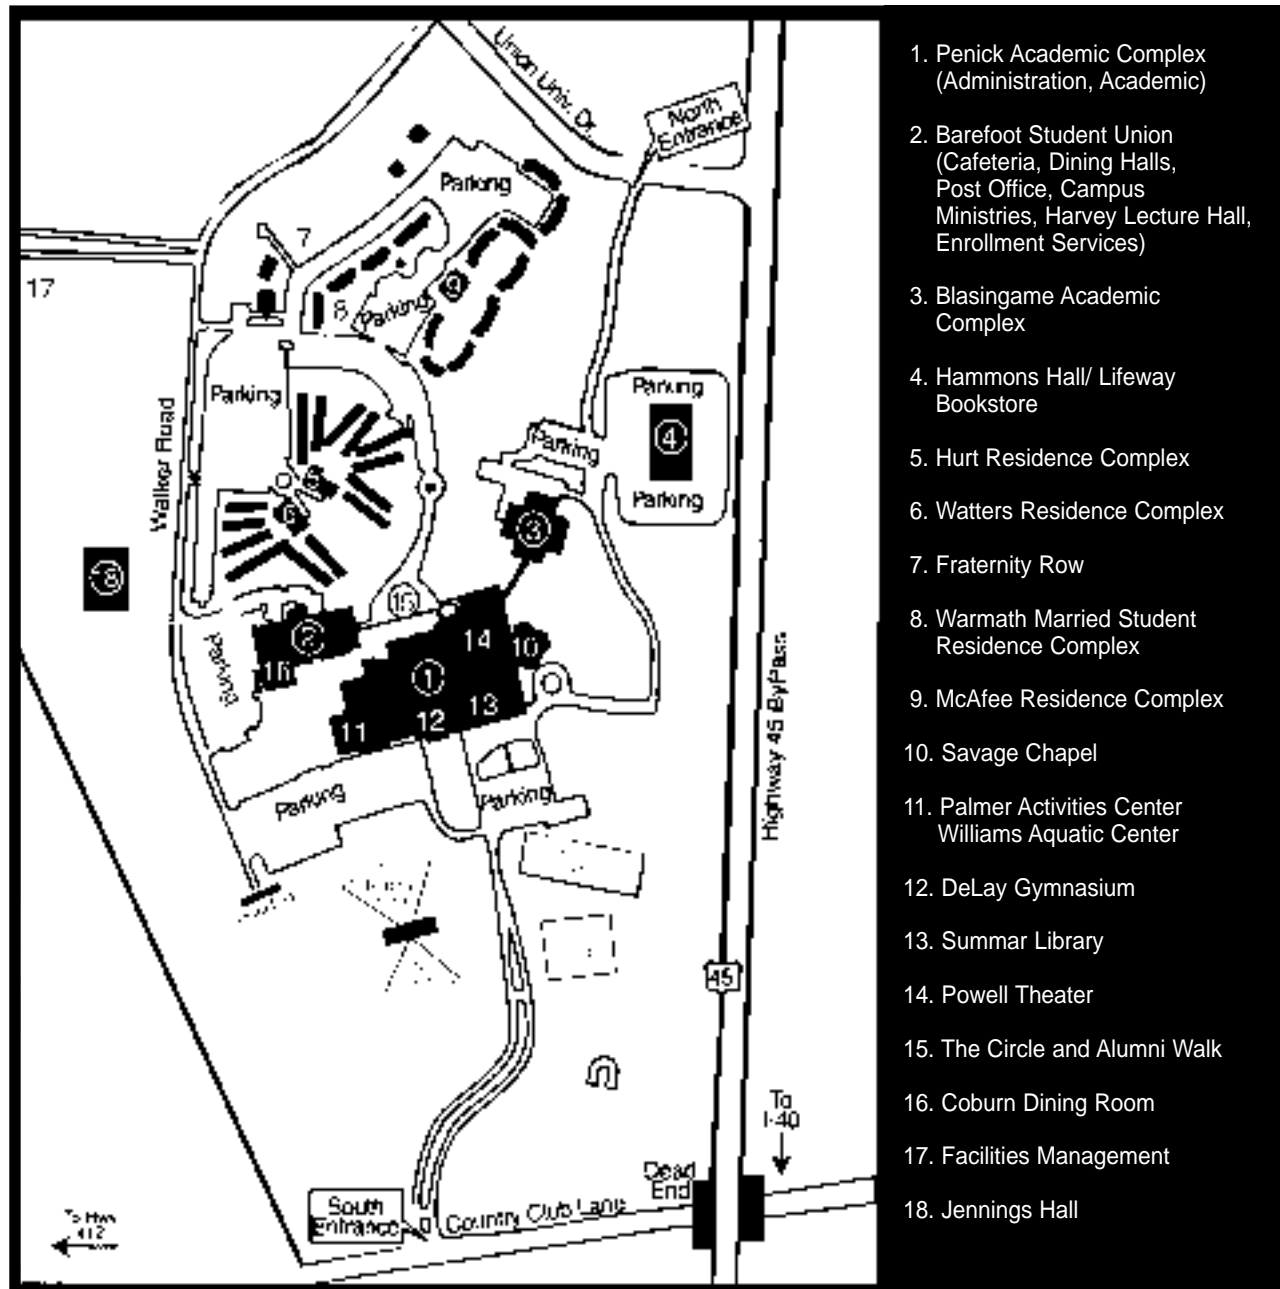 Union Univ. Dr.
North
Entrance
Parking
7
17
8
Parking
9
Parking
Parking
Walker Road
Parking
4
Parking
3
18
15
Parking
2
16
14
10
1
13
12
11
Highway 45 ByPass
Parking
Parking
45
To
I-40
Dead
End
South
Entrance
Country Club Lane
To Hwy
412
1. Penick Academic Complex
(Administration, Academic)
2. Barefoot Student Union
(Cafeteria, Dining Halls,
Post Office, Campus
Ministries, Harvey Lecture Hall,
Enrollment Services)
3. Blasingame Academic
Complex
4. Hammons Hall/ Lifeway
Bookstore
5. Hurt Residence Complex
6. Watters Residence Complex
7. Fraternity Row
8. Warmath Married Student
Residence Complex
9. McAfee Residence Complex
10. Savage Chapel
11. Palmer Activities Center
Williams Aquatic Center
12. DeLay Gymnasium
13. Summar Library
14. Powell Theater
15. The Circle and Alumni Walk
16. Coburn Dining Room
17. Facilities Management
18. Jennings Hall